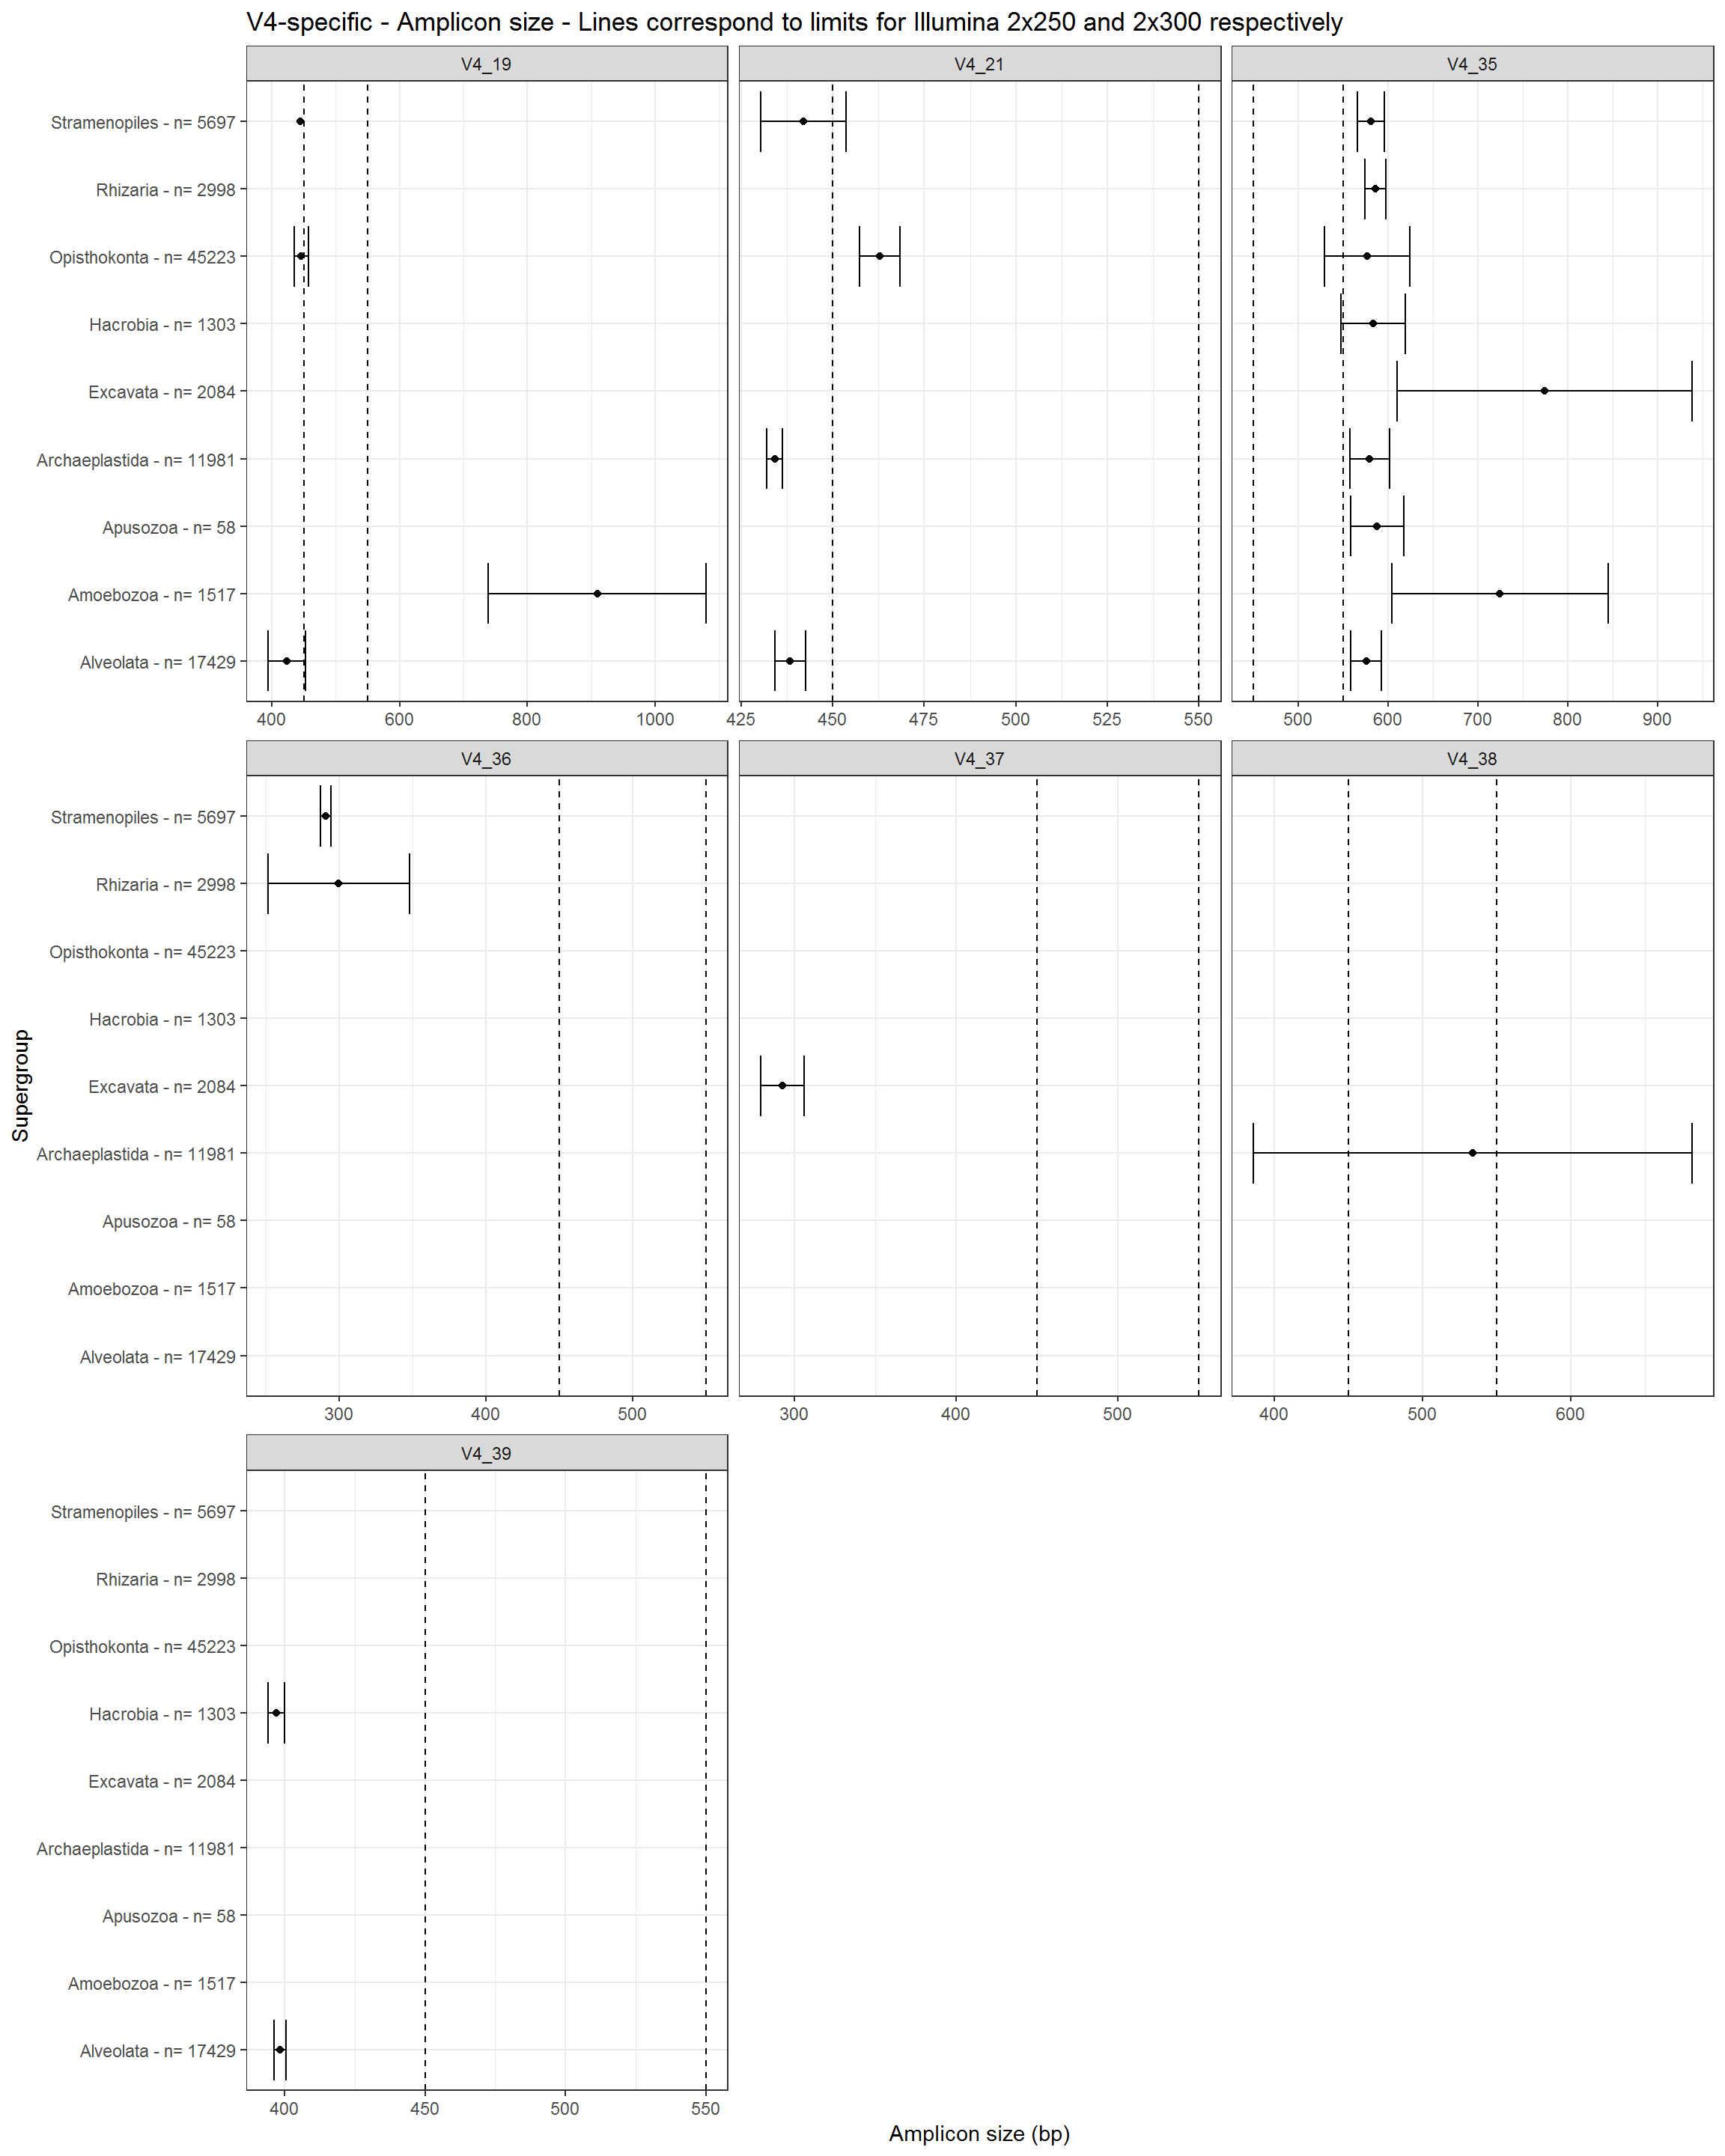 V4-specific - Amplicon size - Lines correspond to limits for Illumina 2x250 and 2x300 respectively
V4_19
V4_21
V4_35
Stramenopiles - n= 5697
Rhizaria - n= 2998
Opisthokonta - n= 45223
Hacrobia - n= 1303
Excavata - n= 2084
Archaeplastida - n= 11981
Apusozoa - n= 58
Amoebozoa - n= 1517
Alveolata - n= 17429
400 600 800 1000
425 450 475 500 525 550
500 600 700 800 900
V4_36
V4_37
V4_38
Stramenopiles - n= 5697
Rhizaria - n= 2998
Opisthokonta - n= 45223
Hacrobia - n= 1303
Excavata - n= 2084
Archaeplastida - n= 11981
Apusozoa - n= 58
Amoebozoa - n= 1517
Alveolata - n= 17429
300 400 500
300 400 500
400 500 600
Supergroup
V4_39
Stramenopiles - n= 5697
Rhizaria - n= 2998
Opisthokonta - n= 45223
Hacrobia - n= 1303
Excavata - n= 2084
Archaeplastida - n= 11981
Apusozoa - n= 58
Amoebozoa - n= 1517
Alveolata - n= 17429
400 450 500 550
Amplicon size (bp)